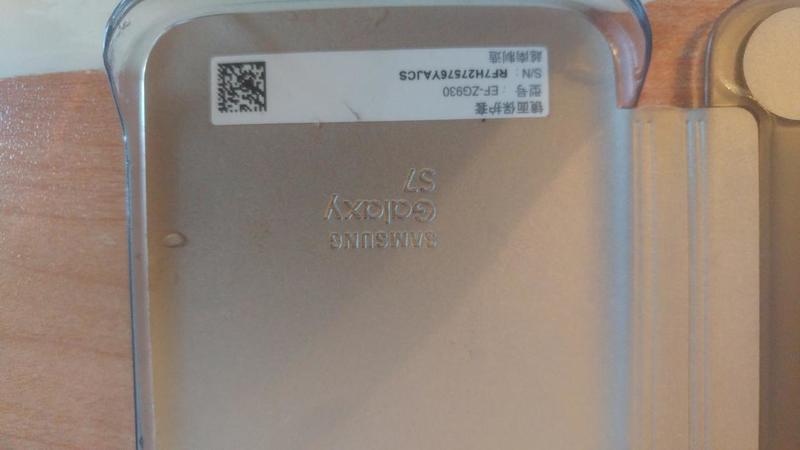 镜面保护套
型号 : EF-ZG930
S/N : RF7H27576YAJCS
越南制造
SAMSUNG
Galaxy
S7